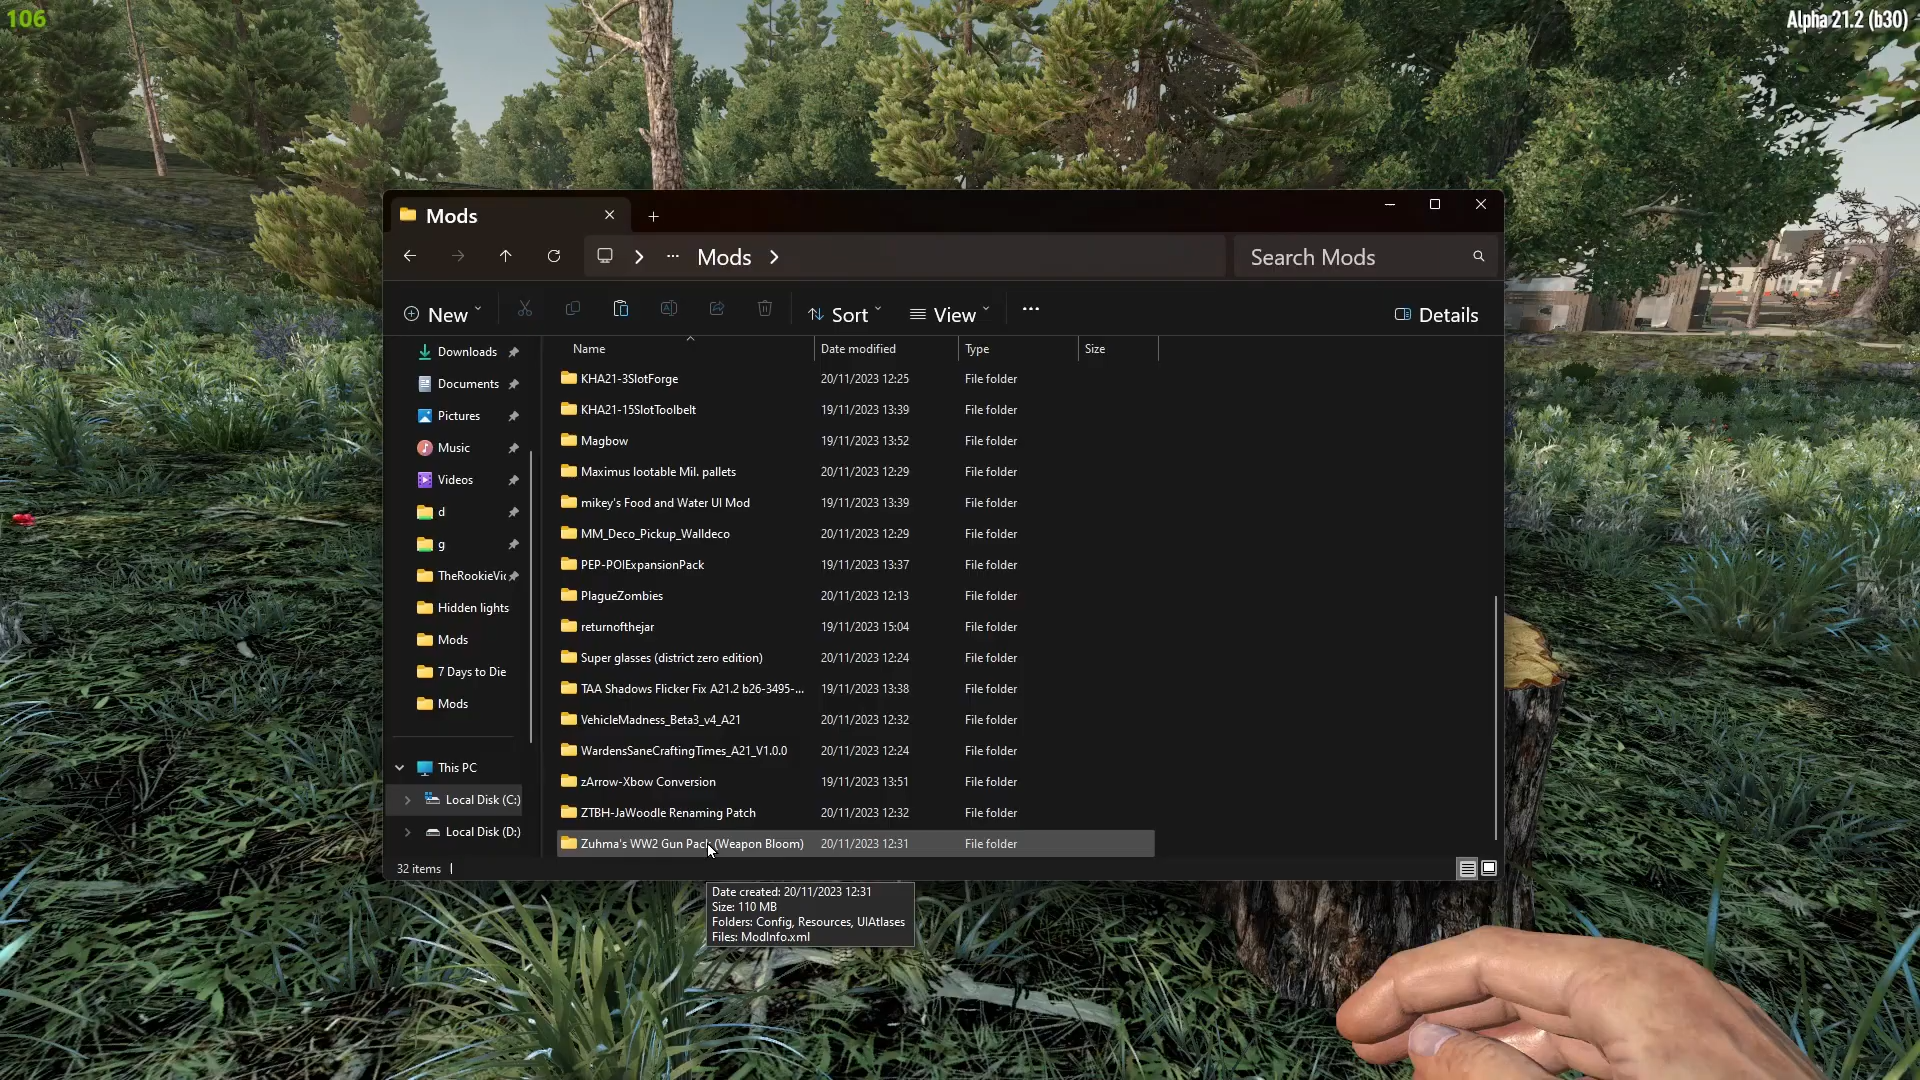 106
Alpha 21.2 (b30)
Mods
Mods
Search Mods
New
Sort
View
Details
Name
Date modified
Type
Size
Downloads
Documents
Pictures
Music
Videos
d
g
TheRookieVi
Hidden lights
Mods
7 Days to Die
Mods
This PC
Local Disk (C:)
Local Disk (D:)
KHA21-3SlotForge 20/11/2023 12:25 File folder
KHA21-15SlotToolbelt 19/11/2023 13:39 File folder
Magbow 19/11/2023 13:52 File folder
Maximus lootable Mil. pallets 20/11/2023 12:29 File folder
mikey's Food and Water UI Mod 19/11/2023 13:39 File folder
MM_Deco_Pickup_Walldeco 20/11/2023 12:29 File folder
PEP-POIExpansionPack 19/11/2023 13:37 File folder
PlagueZombies 20/11/2023 12:13 File folder
returnofthejar 19/11/2023 15:04 File folder
Super glasses (district zero edition) 20/11/2023 12:24 File folder
TAA Shadows Flicker Fix A21.2 b26-3495-... 19/11/2023 13:38 File folder
VehicleMadness_Beta3_v4_A21 20/11/2023 12:32 File folder
WardensSaneCraftingTimes_A21_V1.0.0 20/11/2023 12:24 File folder
zArrow-Xbow Conversion 19/11/2023 13:51 File folder
ZTBH-JaWoodle Renaming Patch 20/11/2023 12:32 File folder
Zuhma's WW2 Gun Pack (Weapon Bloom) 20/11/2023 12:31 File folder
32 items
Date created: 20/11/2023 12:31
Size: 110 MB
Folders: Config, Resources, UIAtlases
Files: ModInfo.xml